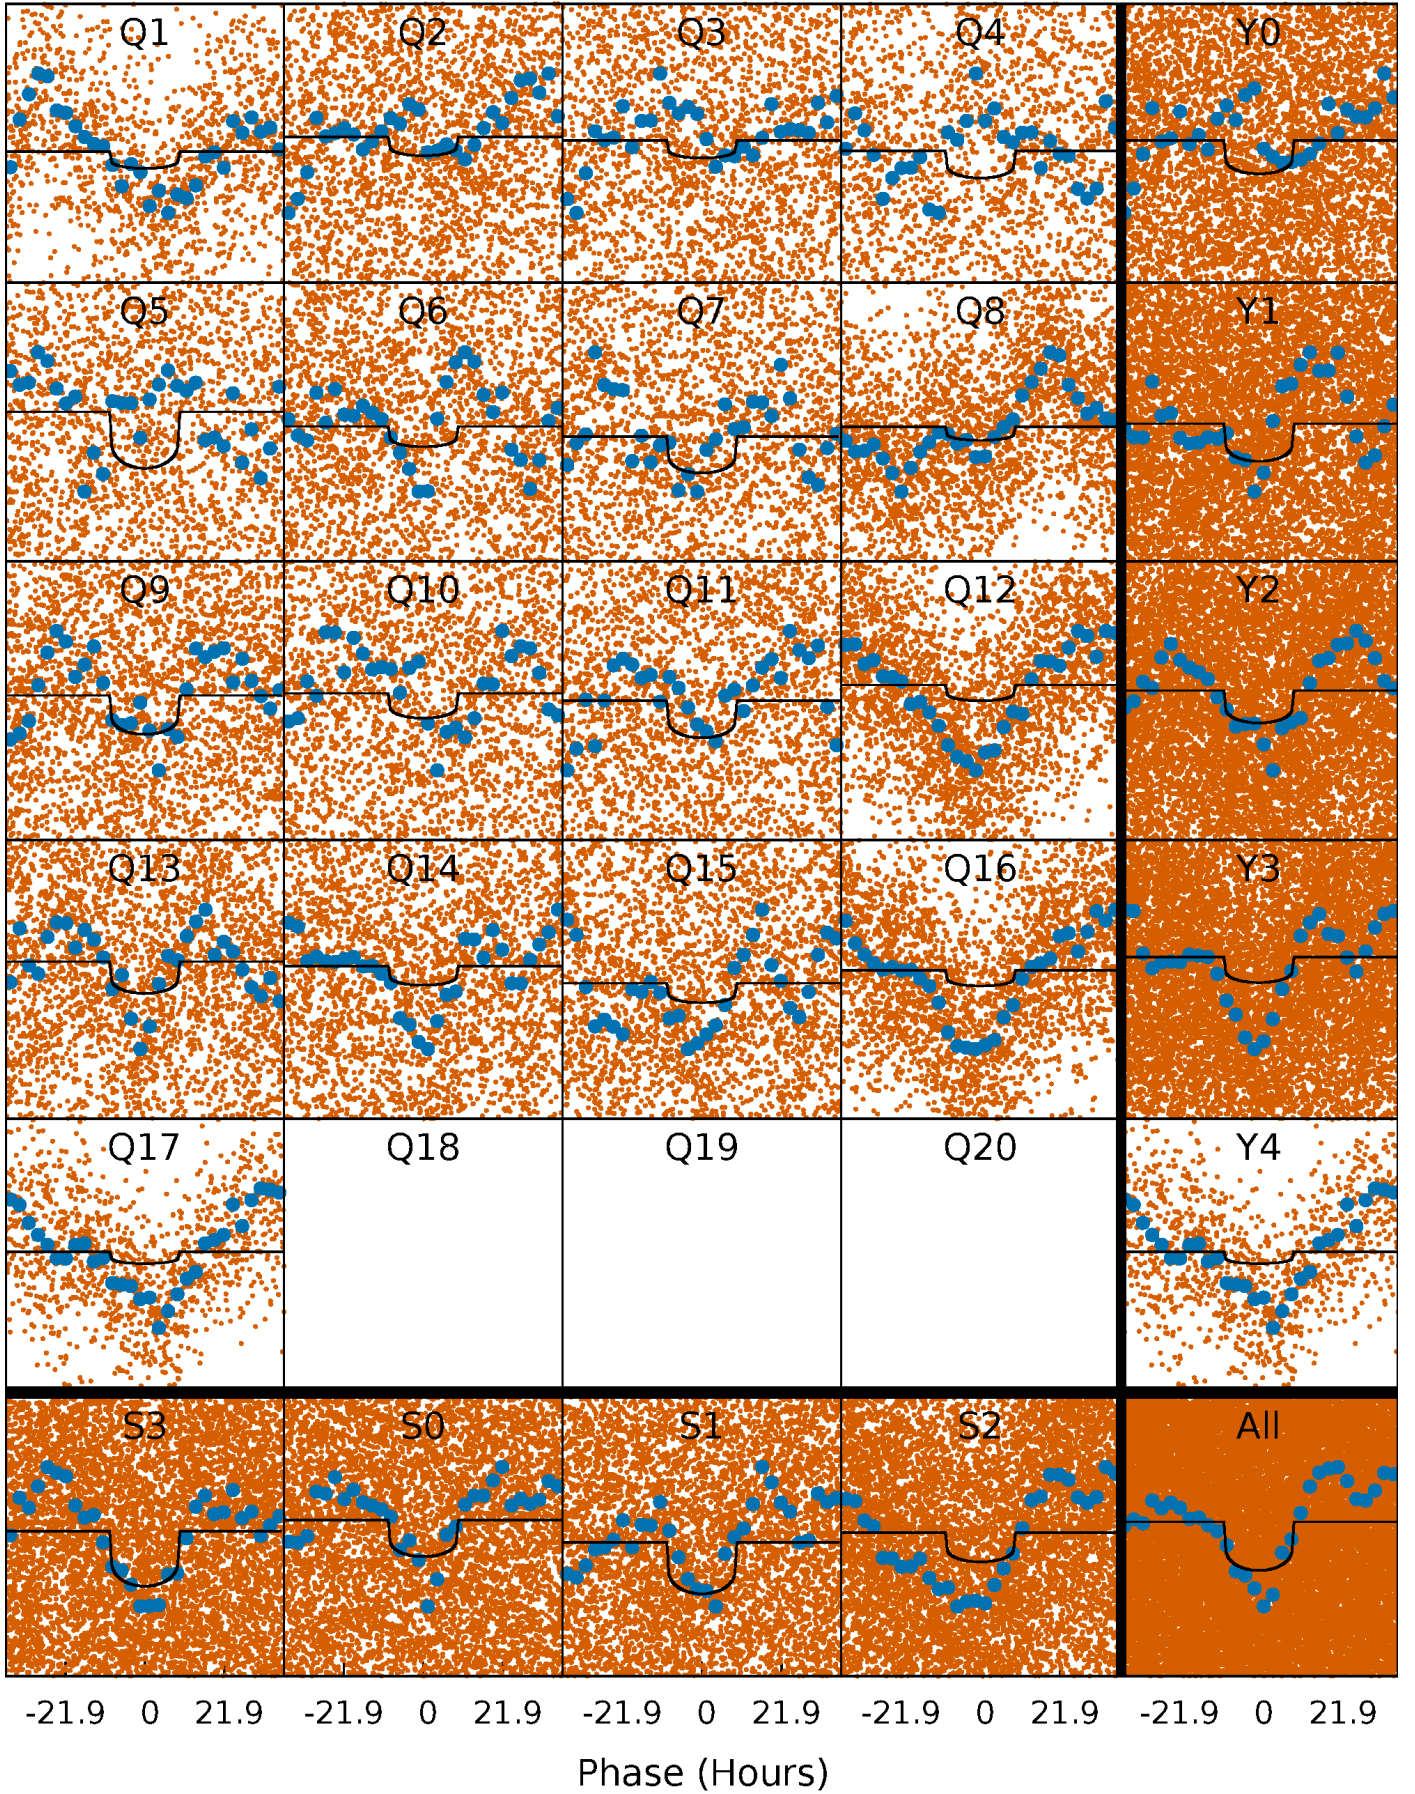 Q1 Q2 Q3 Q4 Y0
Q5 Q6 Q7 Q8 Y1
Q9 Q10 Q11 Q12 Y2
Q13 Q14 Q15 Q16 Y3
Q17 Q18 Q19 Q20 Y4
S3 S0 S1 S2 All
-21.9 0 21.9 -21.9 0 21.9 -21.9 0 21.9 -21.9 0 21.9 -21.9 0 21.9
Phase (Hours)